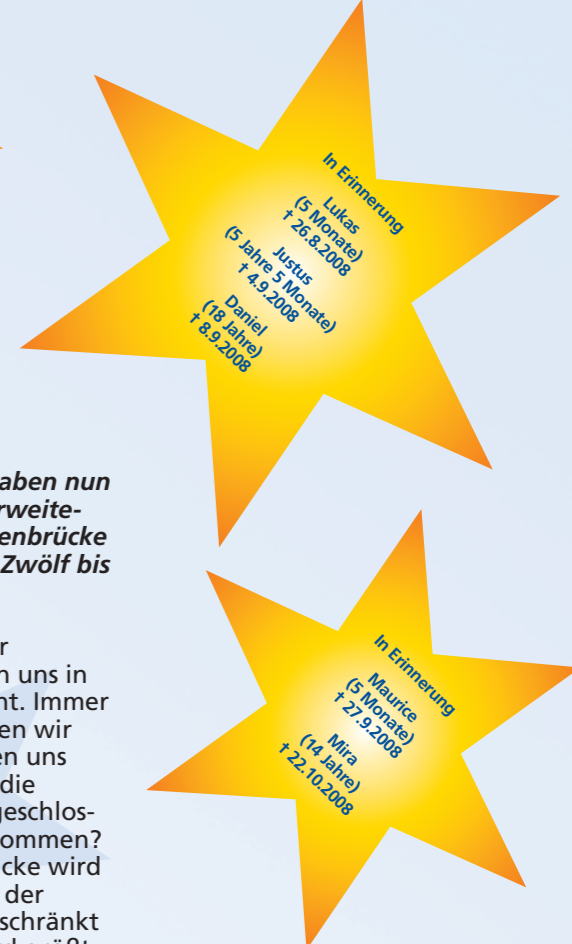 In Erinnerung
Lukas
(5 Monate)
† 26.8.2008
Justus
(5 Jahre 5 Monate)
† 4.9.2008
Daniel
(18 Jahre)
† 8.9.2008
aben nun
rweite-
enbrücke
Zwölf bis
r
n uns in
nt. Immer
en wir
en uns
die
geschlos-
ommen?
cke wird
der
schränkt
In Erinnerung
Maurice
(5 Monate)
† 27.9.2008
Mira
(14 Jahre)
† 22.10.2008